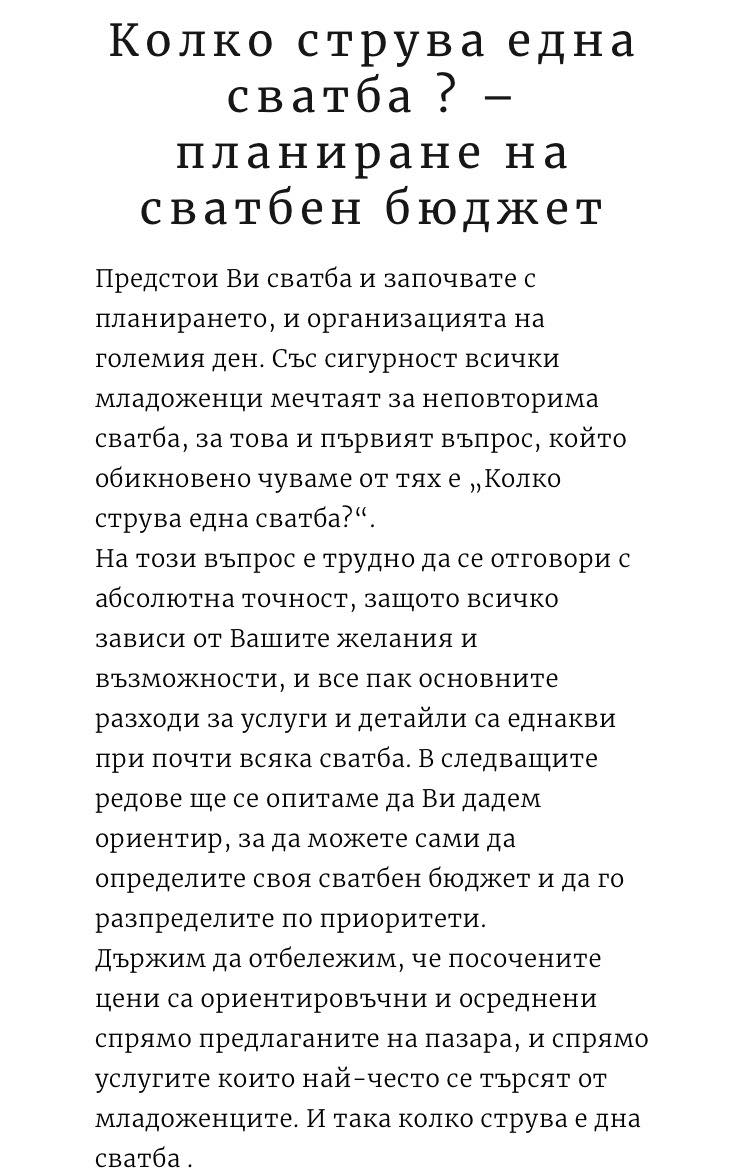 Колко струва една
сватба ? –
планиране на
сватбен бюджет
Предстои Ви сватба и започвате с
планирането, и организацията на
големия ден. Със сигурност всички
младоженци мечтаят за неповторима
сватба, за това и първият въпрос, който
обикновено чуваме от тях е „Колко
струва една сватба?“.
На този въпрос е трудно да се отговори с
абсолютна точност, защото всичко
зависи от Вашите желания и
възможности, и все пак основните
разходи за услуги и детайли са еднакви
при почти всяка сватба. В следващите
редове ще се опитаме да Ви дадем
ориентир, за да можете сами да
определите своя сватбен бюджет и да го
разпределите по приоритети.
Държим да отбележим, че посочените
цени са ориентировъчни и осреднени
спрямо предлаганите на пазара, и спрямо
услугите които най-често се търсят от
младоженците. И така колко струва е дна
сватба .